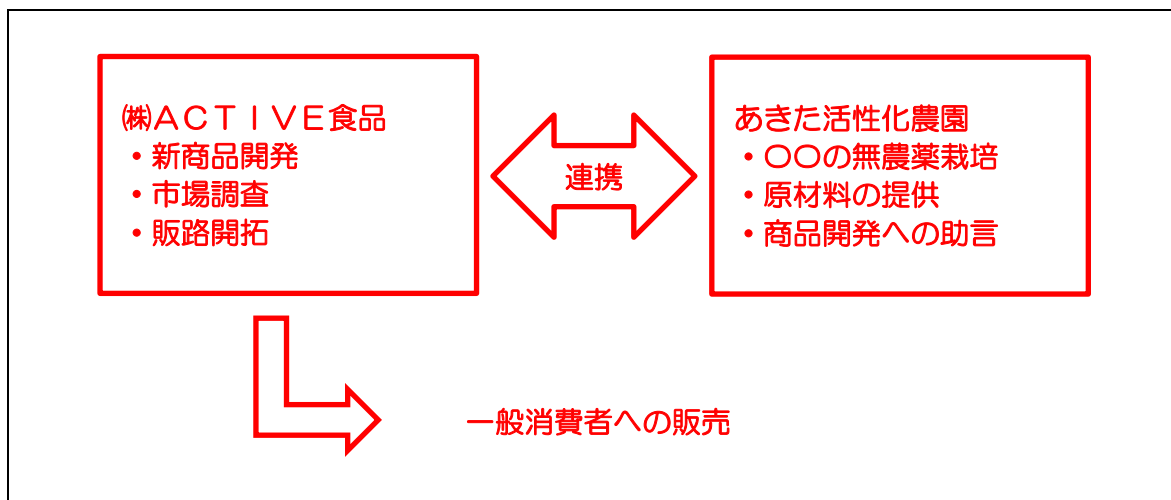 ㈱ＡＣＴＩＶＥ食品
・新商品開発
・市場調査
・販路開拓
連携
あきた活性化農園
・〇〇の無農薬栽培
・原材料の提供
・商品開発への助言
一般消費者への販売